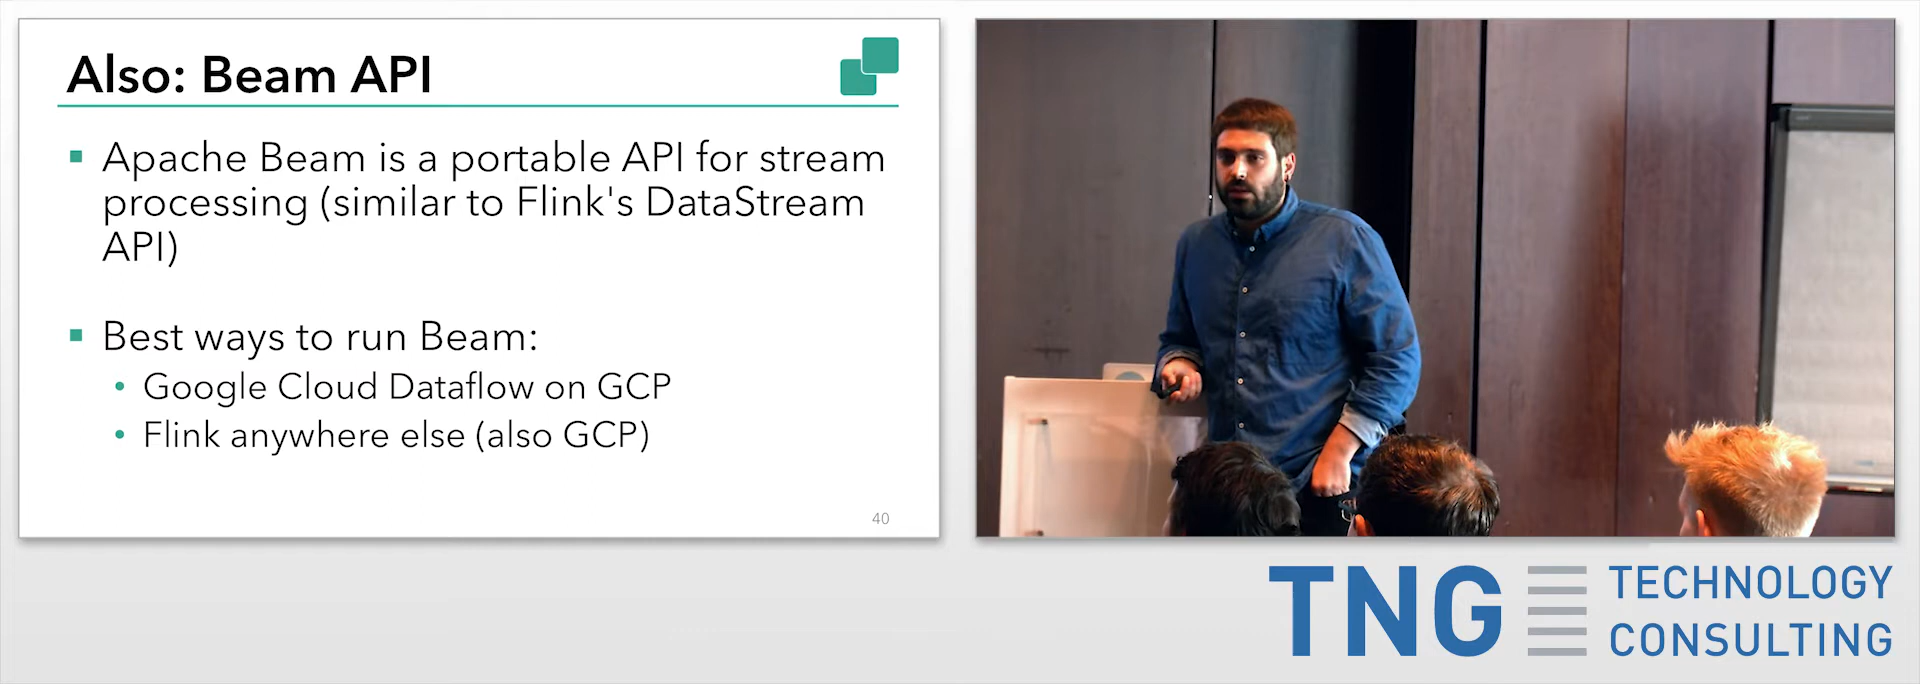 Also: Beam API
Apache Beam is a portable API for stream
processing (similar to Flink's DataStream
API)
Best ways to run Beam:
Google Cloud Dataflow on GCP
Flink anywhere else (also GCP)
40
TNG TECHNOLOGY
CONSULTING